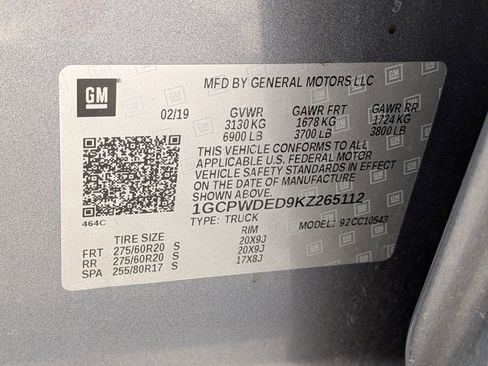 GM
MFD BY GENERAL MOTORS LLC
02/19 GVWR GAWR FRT GAWR RR
3130 KG 1678 KG 1724 KG
6900 LB 3700 LB 3800 LB
THIS VEHICLE CONFORMS TO ALL
APPLICABLE U.S. FEDERAL MOTOR
VEHICLE SAFETY STANDARDS IN EFFECT
ON THE DATE OF MANUFACTURE
SHOWN ABOVE.
464C
1GCPWDED9KZ265112
TYPE: TRUCK MODEL: 92CC10543
TIRE SIZE RIM
FRT 275/60R20 S 20X9J
RR 275/60R20 S 20X9J
SPA 255/80R17 S 17X8J